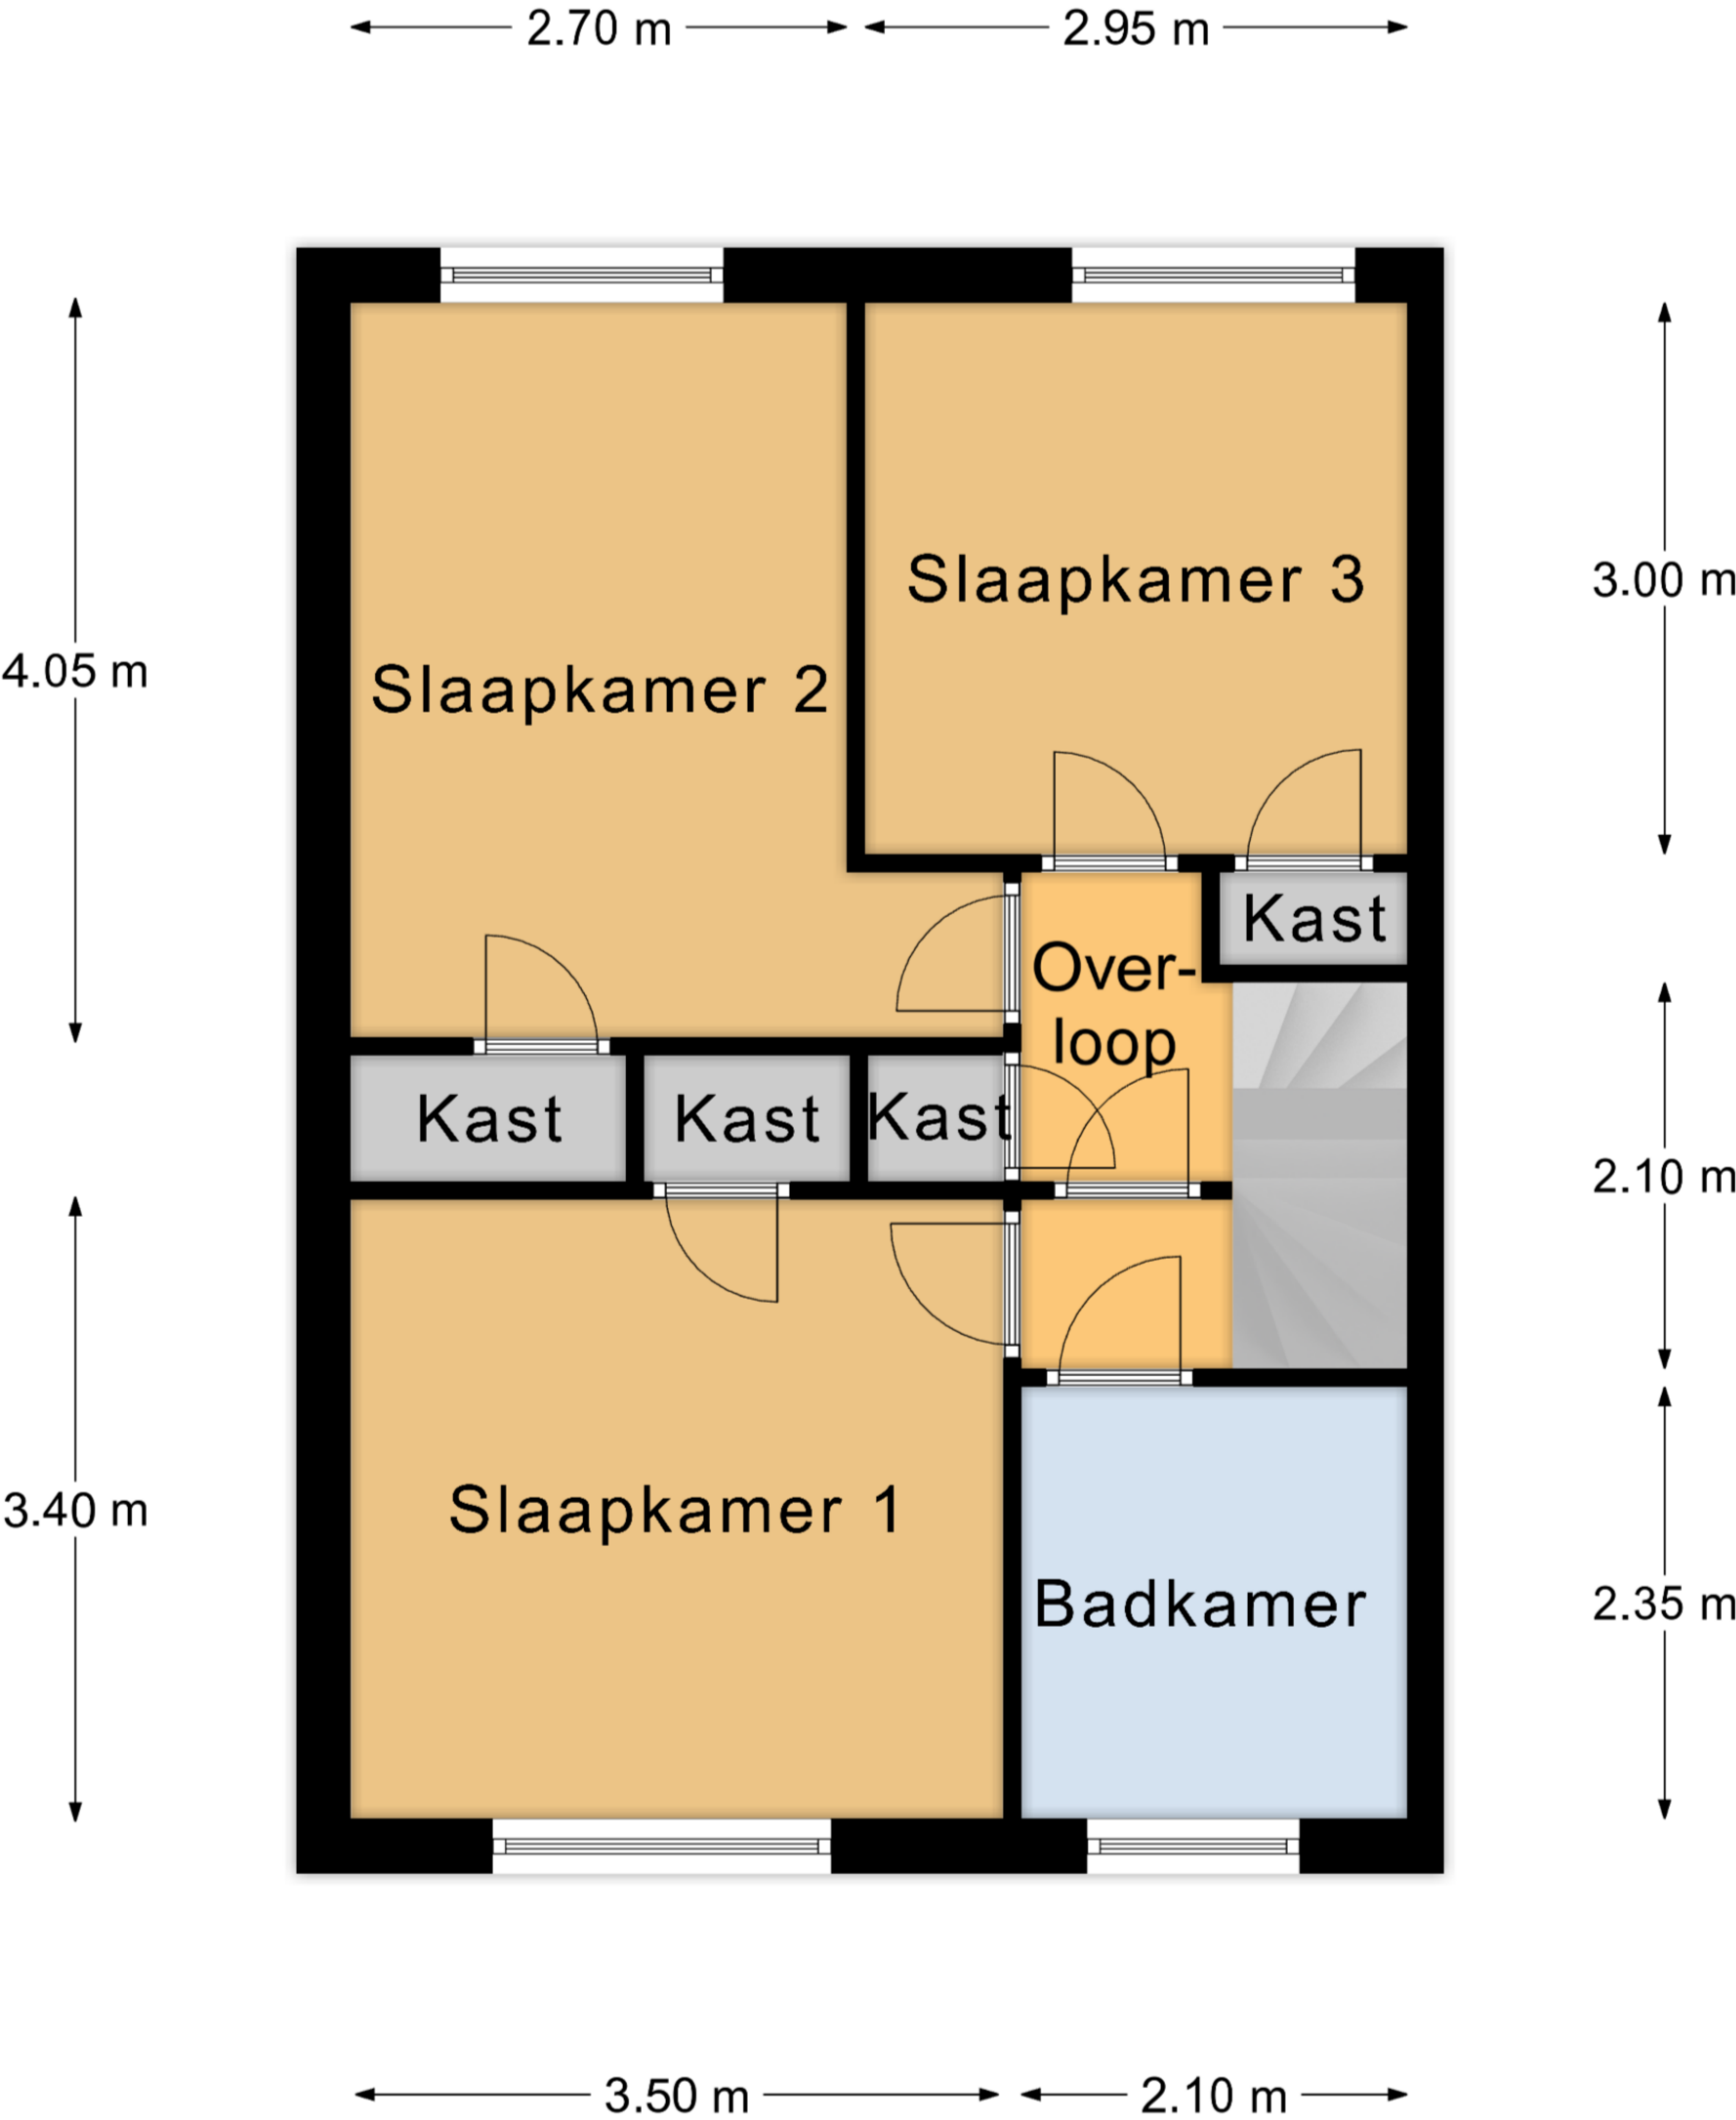 2.70 m
2.95 m
Slaapkamer 3
3.00 m
4.05 m
Slaapkamer 2
Kast
Over-
loop
Kast
Kast
Kast
2.10 m
3.40 m
Slaapkamer 1
Badkamer
2.35 m
3.50 m
2.10 m